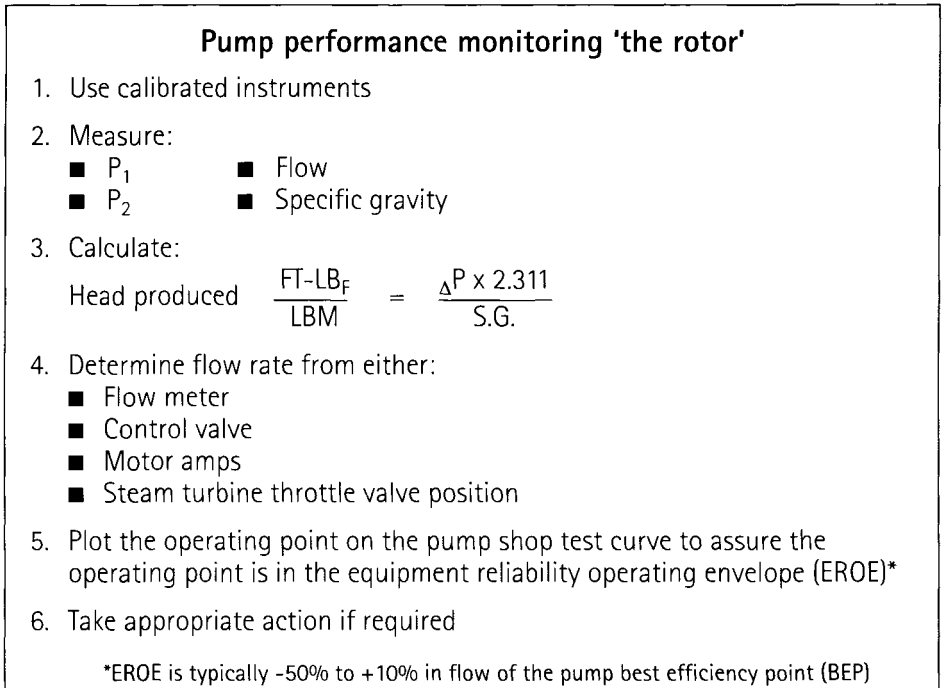 Pump performance monitoring 'the rotor'
1. Use calibrated instruments
2. Measure:
■ P₁ ■ Flow
■ P₂ ■ Specific gravity
3. Calculate:
Head produced FT-LB_F / LBM = ΔP x 2.311 / S.G.
4. Determine flow rate from either:
■ Flow meter
■ Control valve
■ Motor amps
■ Steam turbine throttle valve position
5. Plot the operating point on the pump shop test curve to assure the
operating point is in the equipment reliability operating envelope (EROE)*
6. Take appropriate action if required
*EROE is typically -50% to +10% in flow of the pump best efficiency point (BEP)